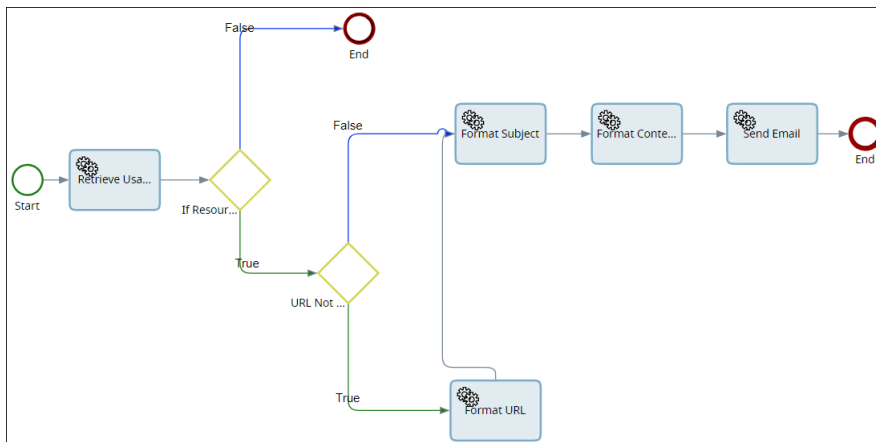 False
End
False
Format Subject
Format Conte...
Send Email
End
Retrieve Usa...
Start
If Resour...
True
URL Not ...
True
Format URL